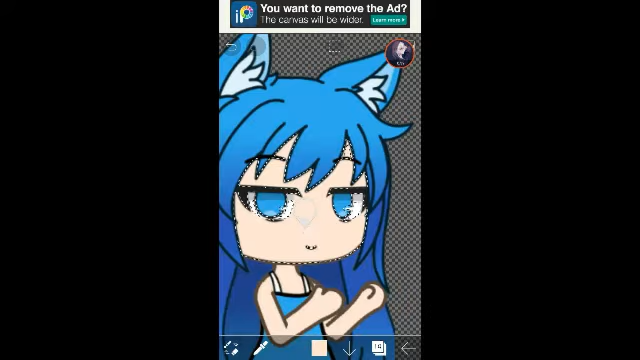 You want to remove the Ad?
The canvas will be wider.
Learn more